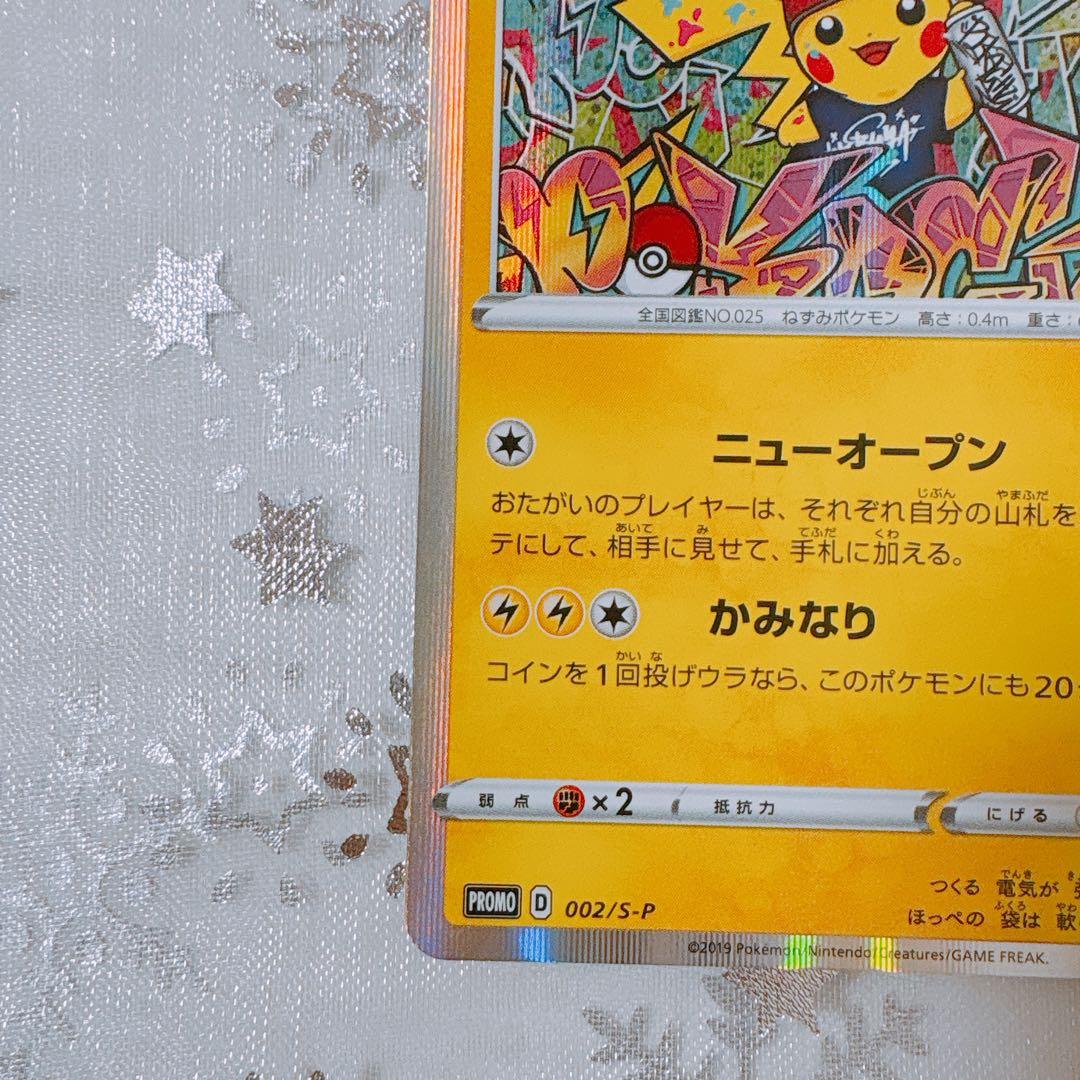 全国図鑑NO.025 ねずみポケモン 高さ:0.4m 重さ:
ニューオープン
おたがいのプレイヤーは、それぞれ自分の山札を
テにして、相手に見せて、手札に加える。
かみなり
コインを1回投げウラなら、このポケモンにも20
弱点 ×2 抵抗力 にげる
つくる 電気が
PROMO D 002/S-P ほっぺの 袋は 軟
©2019 Pokémon/Nintendo/Creatures/GAME FREAK.